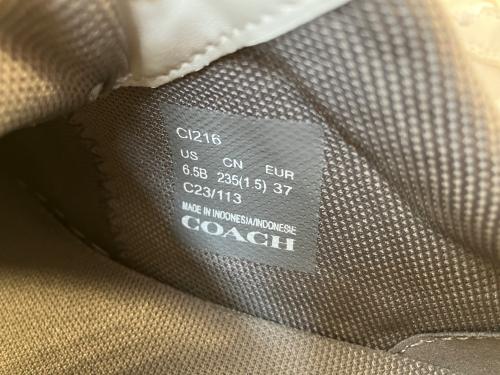 CI216
US CN EUR
6.5B 235(1.5) 37
C23/113
MADE IN INDONESIA/INDONESIE
COACH